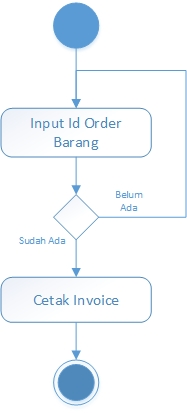 Input Id Order
Barang
Belum
Ada
Sudah Ada
Cetak Invoice